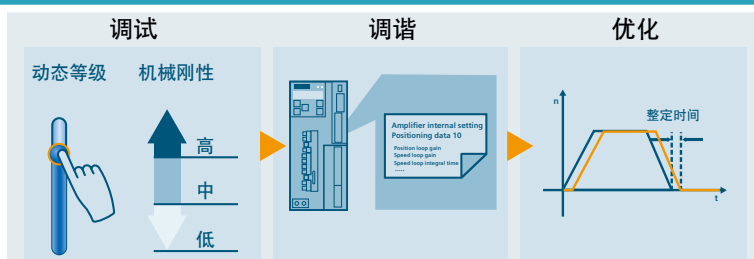 调试
动态等级
机械刚性
高
中
低
调谐
Amplifier internal setting
Positioning data 10
Position loop gain
Speed loop gain
Speed loop integral time
.....
优化
n
整定时间
t